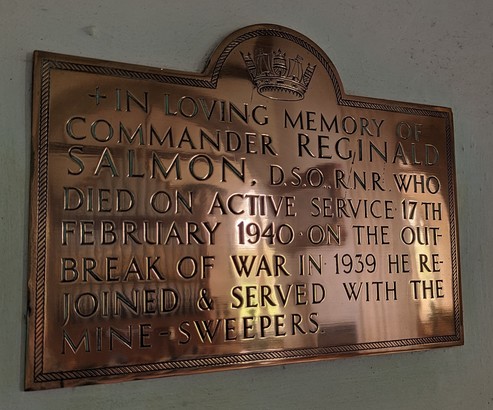 + IN LOVING MEMORY OF
COMMANDER REGINALD
SALMON, D.S.O., R.N.R. WHO
DIED ON ACTIVE SERVICE · 17TH
FEBRUARY 1940 · ON THE OUT-
BREAK OF WAR IN · 1939 HE RE-
JOINED & SERVED WITH THE
MINE-SWEEPERS.